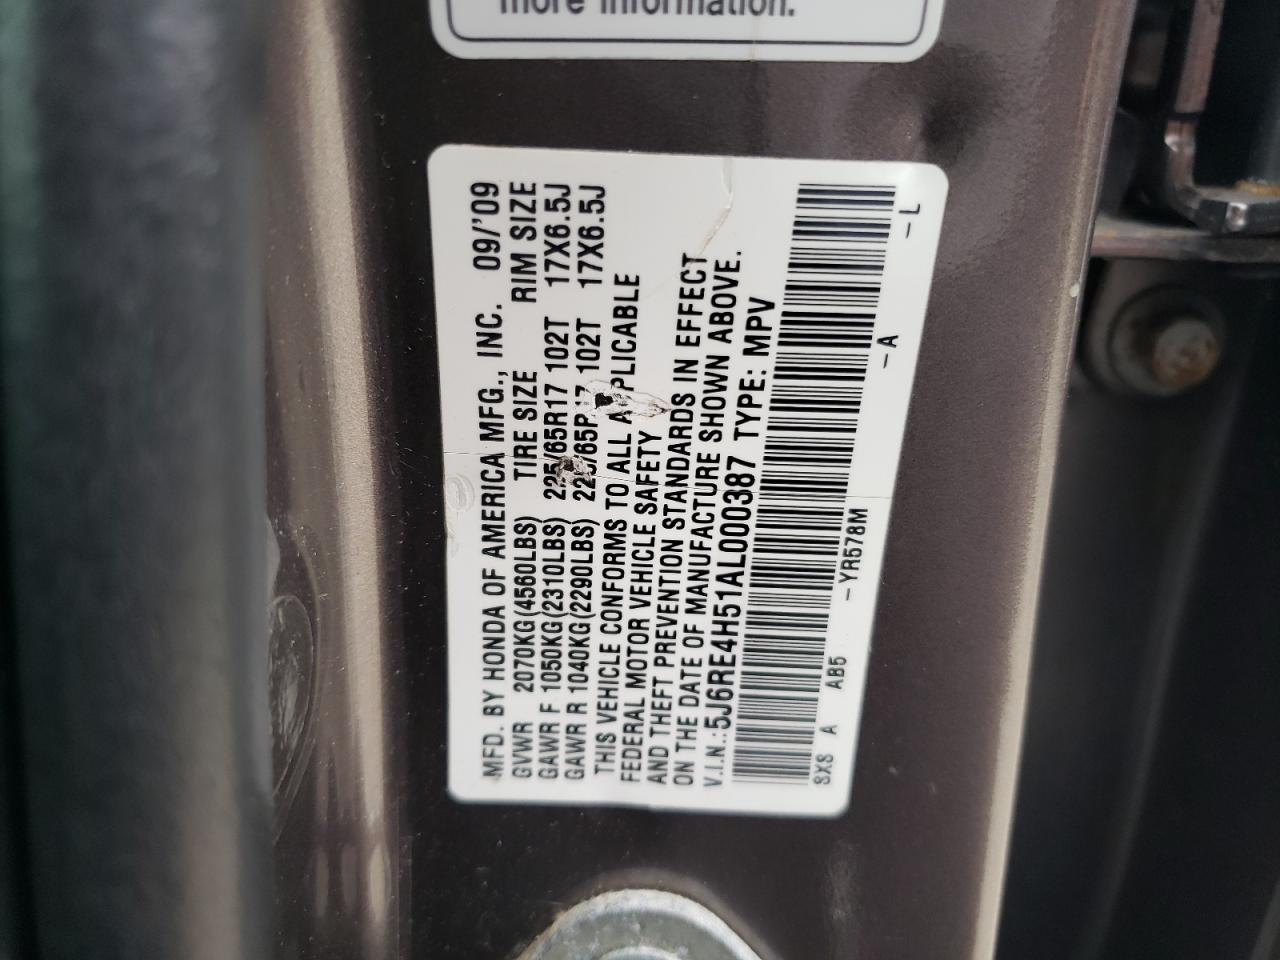 more information.
MFD. BY HONDA OF AMERICA MFG., INC. 09/'09
GVWR 2070KG(4560LBS) TIRE SIZE RIM SIZE
GAWR F 1050KG(2310LBS) 225/65R17 102T 17X6.5J
GAWR R 1040KG(2290LBS) 17X6.5J 102T
THIS VEHICLE CONFORMS TO ALL APPLICABLE
FEDERAL MOTOR VEHICLE SAFETY
AND THEFT PREVENTION STANDARDS IN EFFECT
ON THE DATE OF MANUFACTURE SHOWN ABOVE.
V.I.N.:5J6RE4H51AL000387 TYPE: MPV
SXS A AB5 -YR578M -A -L